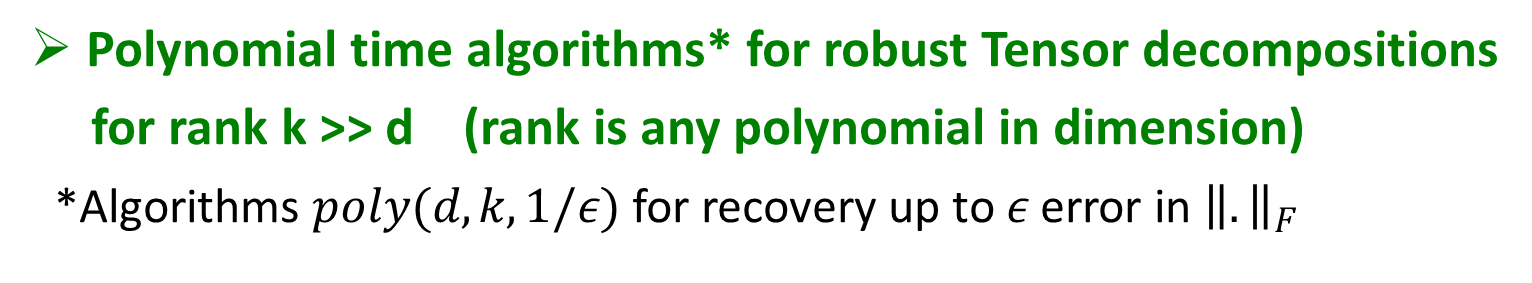 ➢ Polynomial time algorithms* for robust Tensor decompositions
for rank k >> d (rank is any polynomial in dimension)
*Algorithms 𝑝𝑜𝑙𝑦(𝑑, 𝑘, 1/𝜖) for recovery up to 𝜖 error in ‖. ‖_𝐹